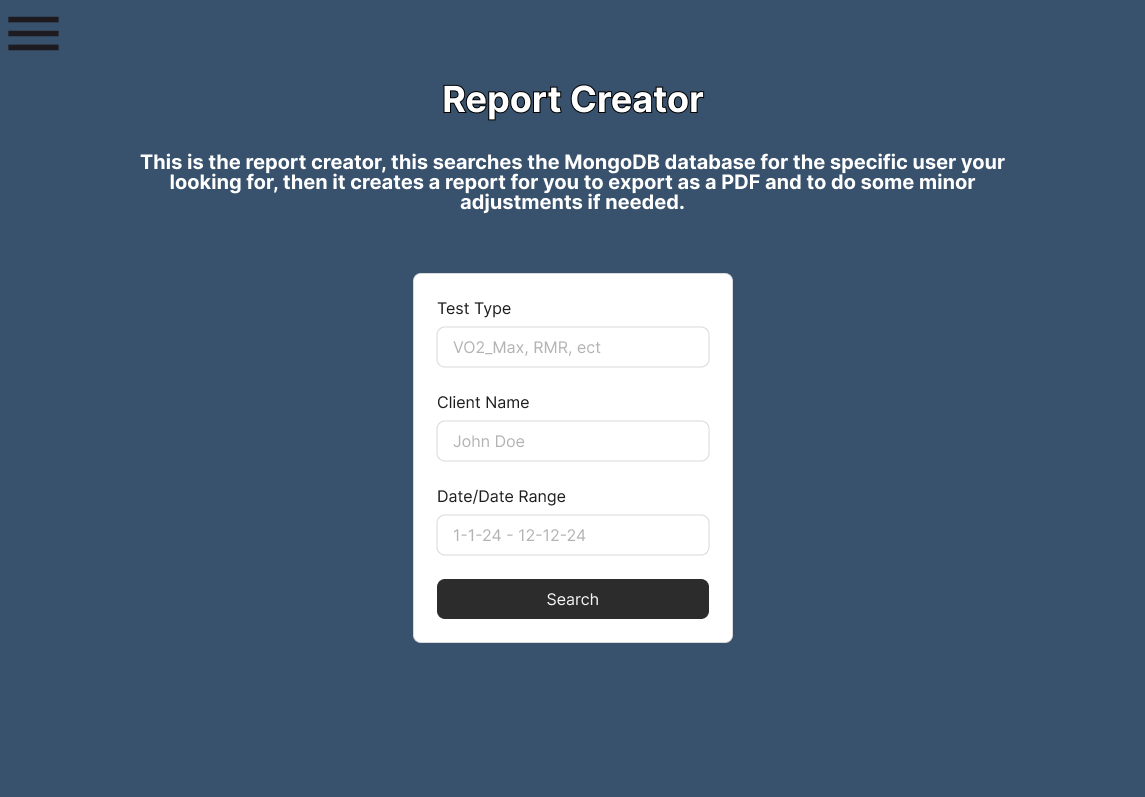 Report Creator
This is the report creator, this searches the MongoDB database for the specific user your
looking for, then it creates a report for you to export as a PDF and to do some minor
adjustments if needed.
Test Type
VO2_Max, RMR, ect
Client Name
John Doe
Date/Date Range
1-1-24 - 12-12-24
Search